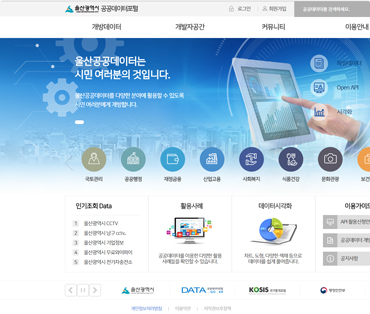 울산광역시 공공데이터포털
로그인 회원가입 공공데이터를 검색하세요.
개방데이터 개발자공간 커뮤니티 이용안내
울산공공데이터는
시민 여러분의 것입니다.
울산공공데이터를 다양한 분야에 활용할 수 있도록
시민 여러분에게 개방합니다.
파일데이터
Open API
시각화
국토관리 공공행정 재정금융 산업고용 사회복지 식품건강 문화관광 보건
인기조회 Data
1 울산광역시 CCTV
2 울산광역시 남구 cctv.
3 울산광역시 기업정보
4 울산광역시 무료와이파이
5 울산광역시 전기차충전소
활용사례
공공데이터를 이용한 다양한 활용
사례들을 확인할 수 있습니다.
데이터시각화
차트, 도형, 다양한 색채 등으로
데이터를 쉽게 풀어줍니다.
이용가이드
API 활용신청안
공공데이터 개방
공지사항
울산광역시 DATA KOSIS 국가통계포털 행정안전부
개인정보처리방침 이용약관 저작권보호정책